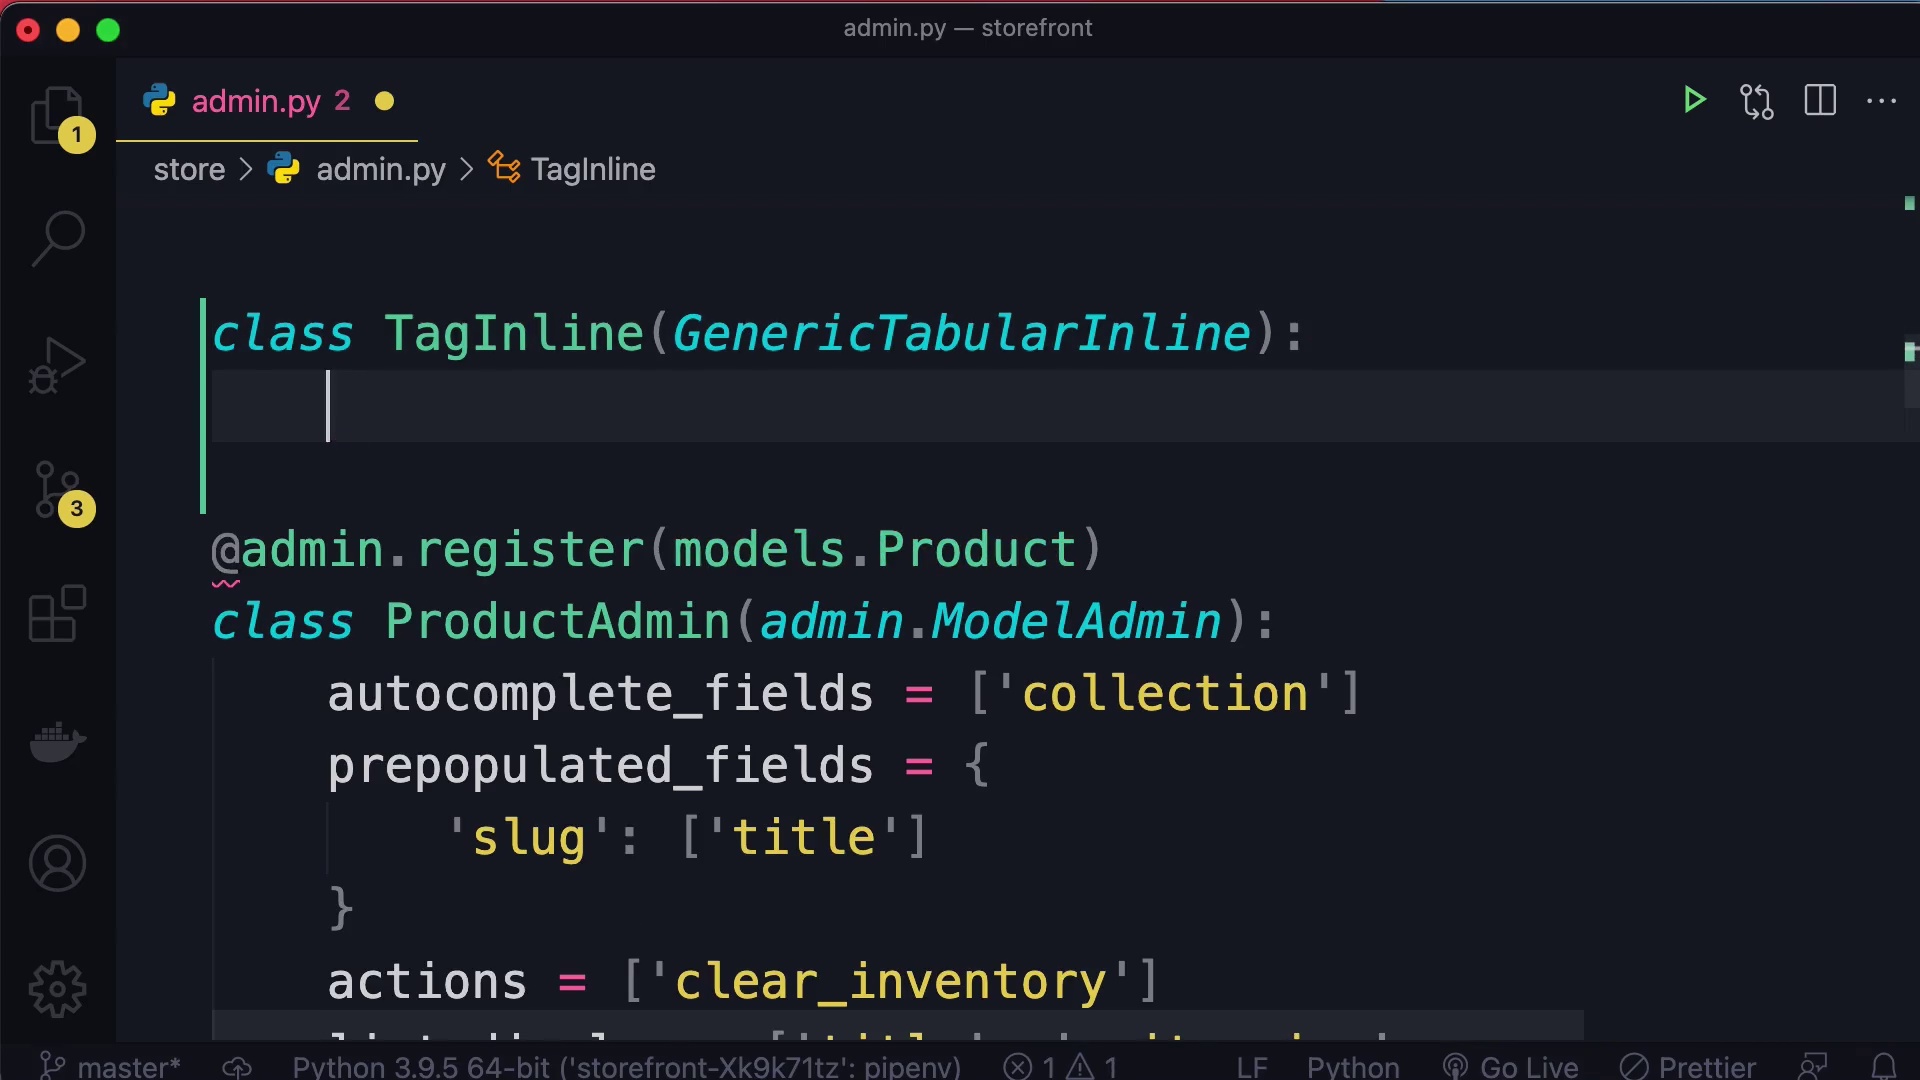 admin.py — storefront
admin.py 2
1
store > admin.py > TagInline
class TagInline(GenericTabularInline):
3
@admin.register(models.Product)
class ProductAdmin(admin.ModelAdmin):
autocomplete_fields = ['collection']
prepopulated_fields = {
'slug': ['title']
}
actions = ['clear_inventory']
master* Python 3.9.5 64-bit ('storefront-Xk9k71tz': pipenv) 1 1 LF Python Go Live Prettier